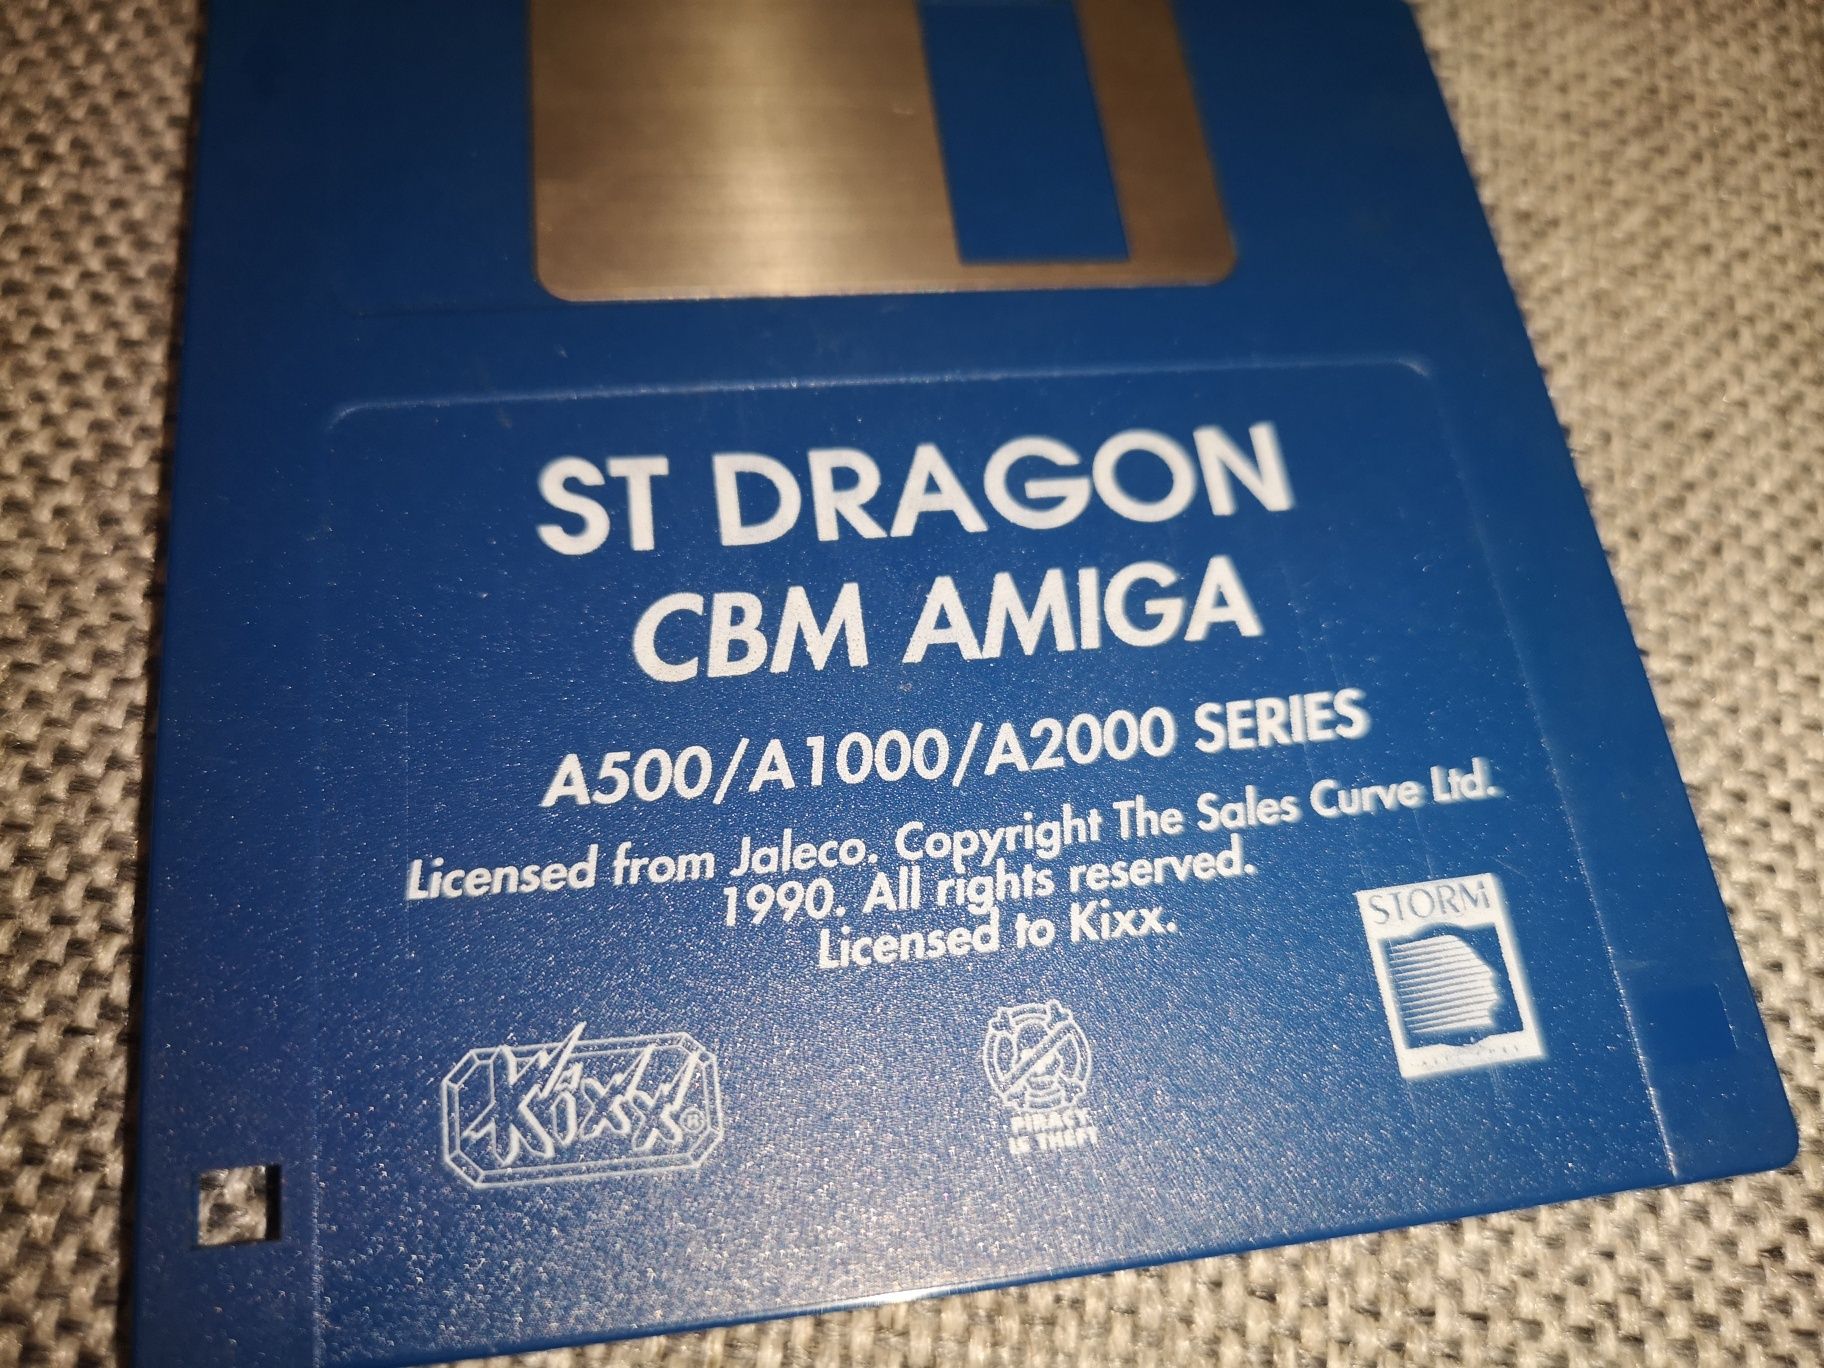 ST DRAGON
CBM AMIGA
A500/A1000/A2000 SERIES
Licensed from Jaleco. Copyright The Sales Curve Ltd.
1990. All rights reserved.
Licensed to Kixx.
STORM
Kixx®
PIRACY
IS THEFT